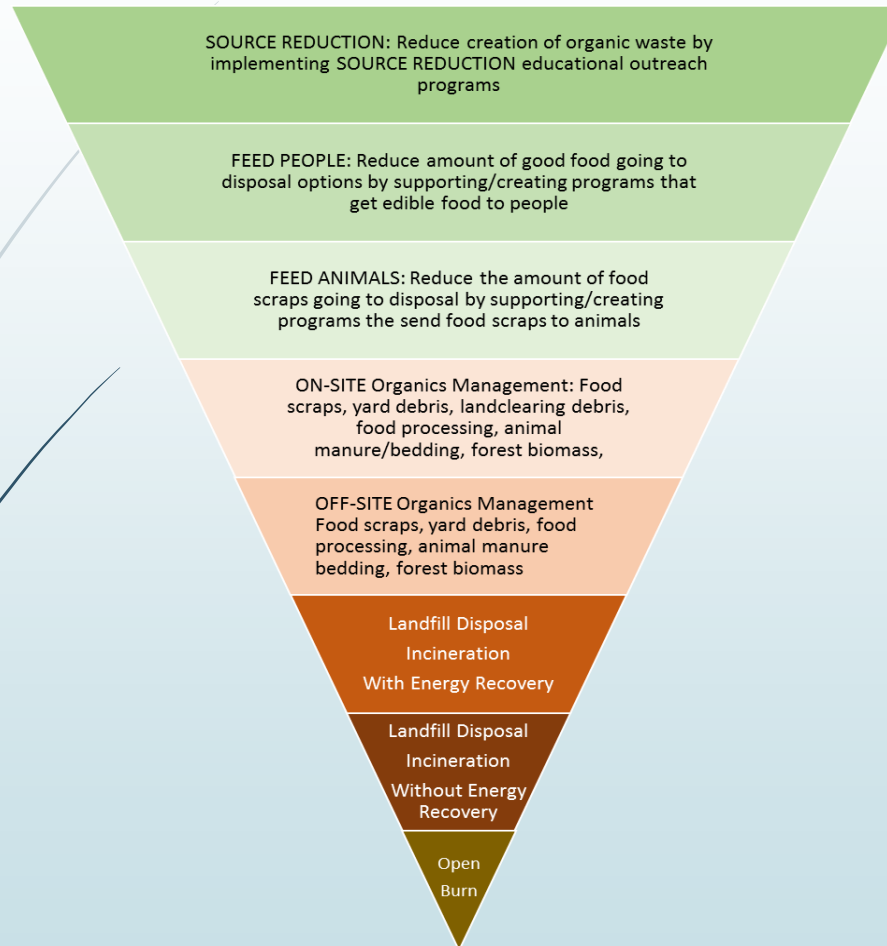 SOURCE REDUCTION: Reduce creation of organic waste by
implementing SOURCE REDUCTION educational outreach
programs
FEED PEOPLE: Reduce amount of good food going to
disposal options by supporting/creating programs that
get edible food to people
FEED ANIMALS: Reduce the amount of food
scraps going to disposal by supporting/creating
programs the send food scraps to animals
ON-SITE Organics Management: Food
scraps, yard debris, landclearing debris,
food processing, animal
manure/bedding, forest biomass,
OFF-SITE Organics Management
Food scraps, yard debris, food
processing, animal manure
bedding, forest biomass
Landfill Disposal
Incineration
With Energy Recovery
Landfill Disposal
Incineration
Without Energy
Recovery
Open
Burn